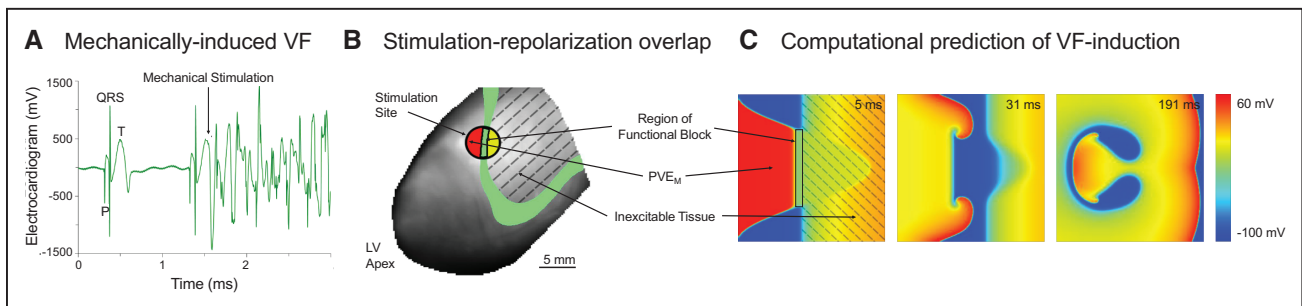 A Mechanically-induced VF
1500
500
-500
.-1500
Electrocardiogram (mV)
QRS
T
P
Mechanical Stimulation
0
2
Time (ms)
B Stimulation-repolarization overlap
Stimulation
Site
LV
Apex
5 mm
Region of
Functional Block
PVEM
Inexcitable Tissue
C Computational prediction of VF-induction
5 ms
31 ms
191 ms
60 mV
-100 mV